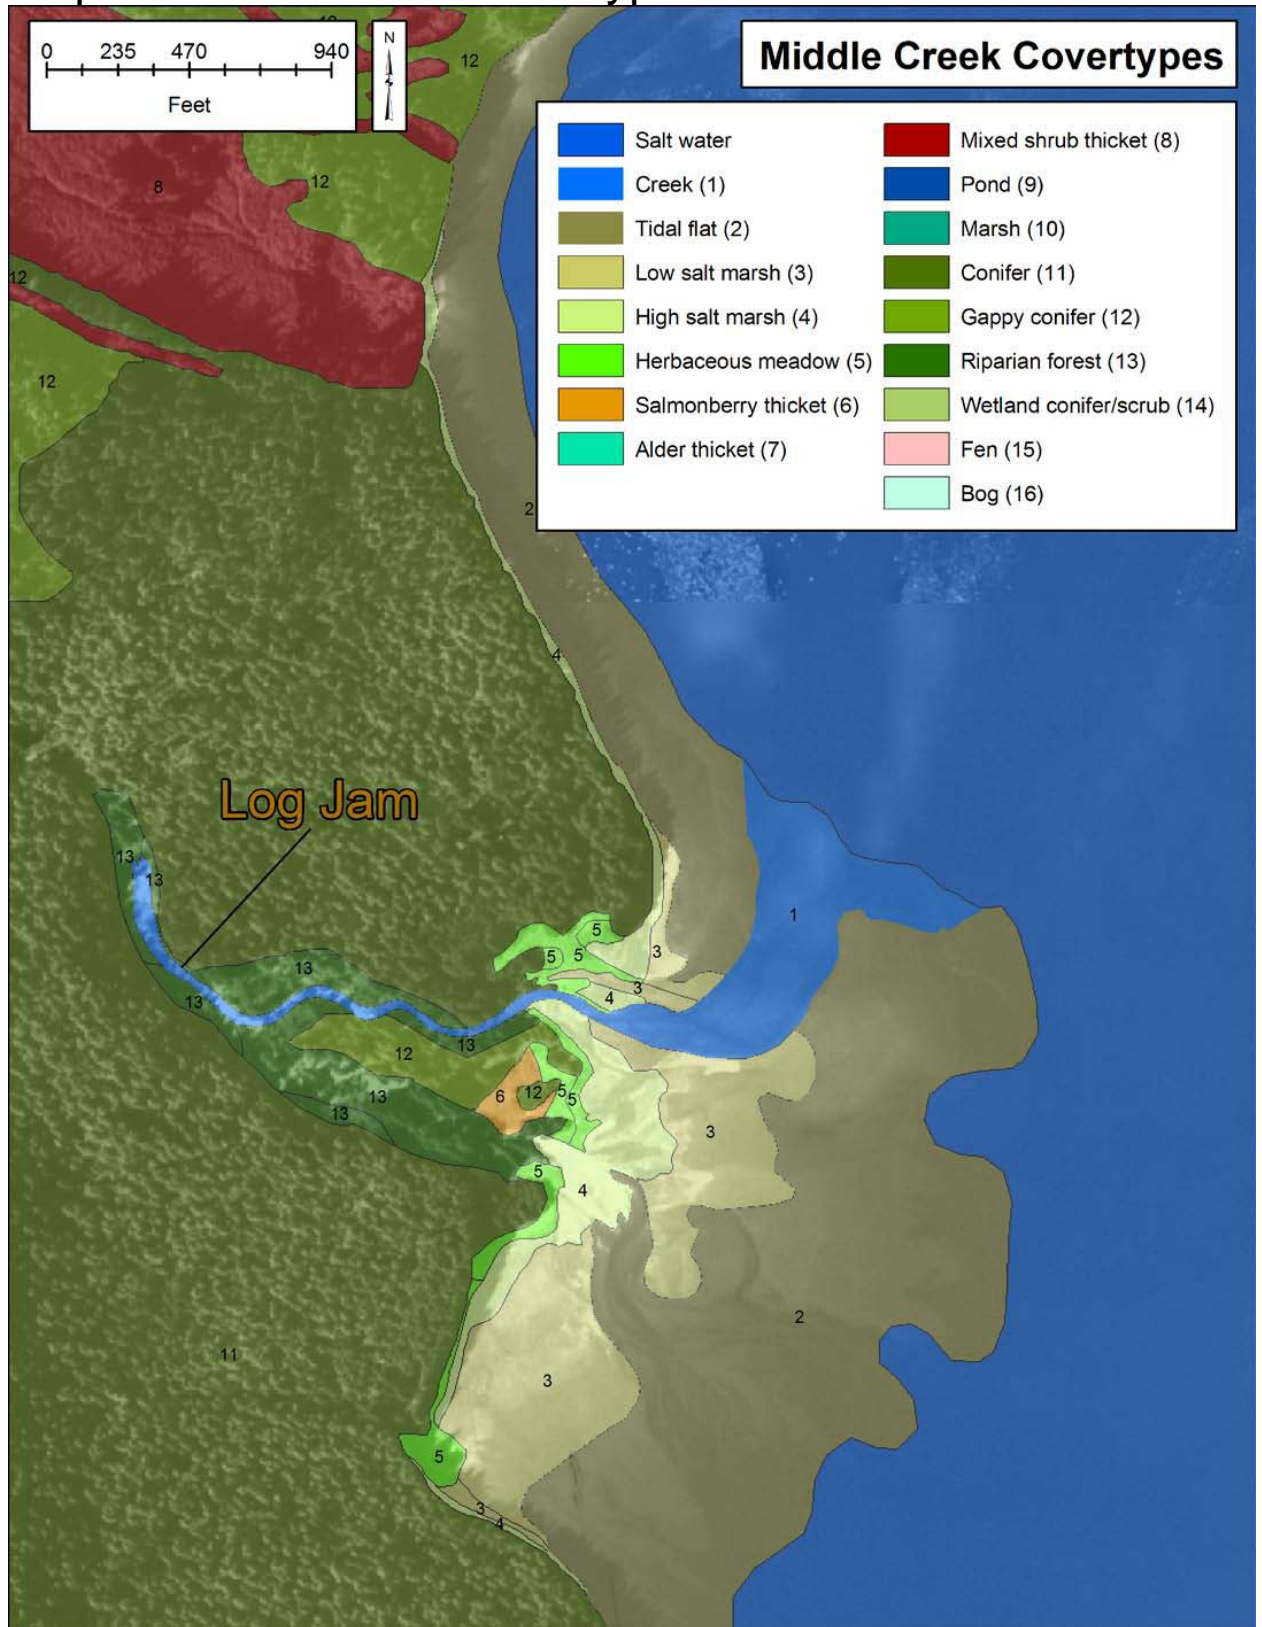 12
0 235 470 940
Feet
N
Middle Creek Covertypes
Salt water
Creek (1)
Tidal flat (2)
Low salt marsh (3)
High salt marsh (4)
Herbaceous meadow (5)
Salmonberry thicket (6)
Alder thicket (7)
Mixed shrub thicket (8)
Pond (9)
Marsh (10)
Conifer (11)
Gappy conifer (12)
Riparian forest (13)
Wetland conifer/scrub (14)
Fen (15)
Bog (16)
12
8
12
12
12
2
4
Log Jam
13
13
1
5
5
5
3
13
3
4
13
13
12
6
12
5
5
13
13
3
5
4
2
11
3
5
3
4